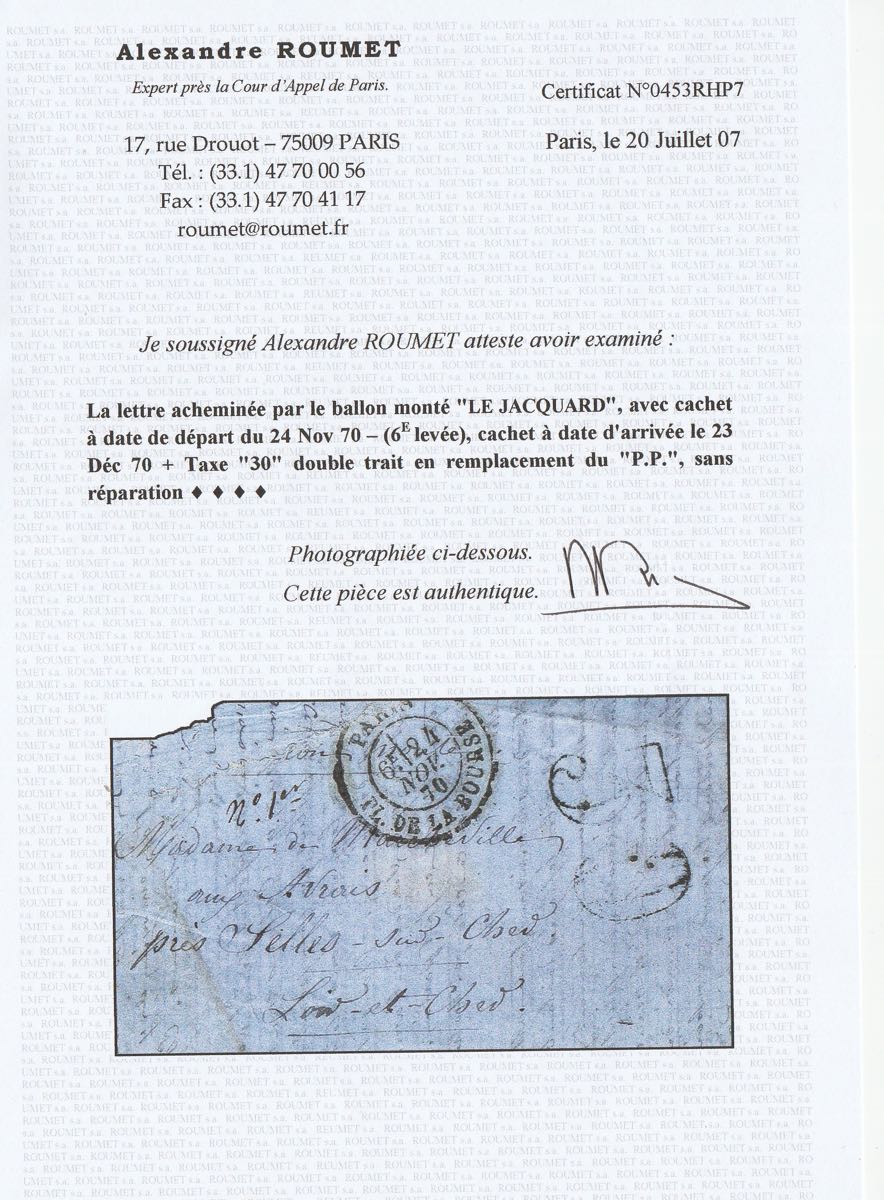 Alexandre ROUMET
Expert près la Cour d'Appel de Paris.
Certificat N°0453RHP7
17, rue Drouot – 75009 PARIS
Paris, le 20 Juillet 07
Tél. : (33.1) 47 70 00 56
Fax : (33.1) 47 70 41 17
roumet@roumet.fr
Je soussigné Alexandre ROUMET atteste avoir examiné :
La lettre acheminée par le ballon monté "LE JACQUARD", avec cachet
à date de départ du 24 Nov 70 – (6E levée), cachet à date d'arrivée le 23
Déc 70 + Taxe "30" double trait en remplacement du "P.P.", sans
réparation ♦ ♦ ♦ ♦
Photographiée ci-dessous.
Cette pièce est authentique.
PARIS
6E 24
NOV.
70
PL. DE LA BOURSE
N°. 1er
Madame de
aux
près Selles-sur-Cher.
Loir-et-Cher.